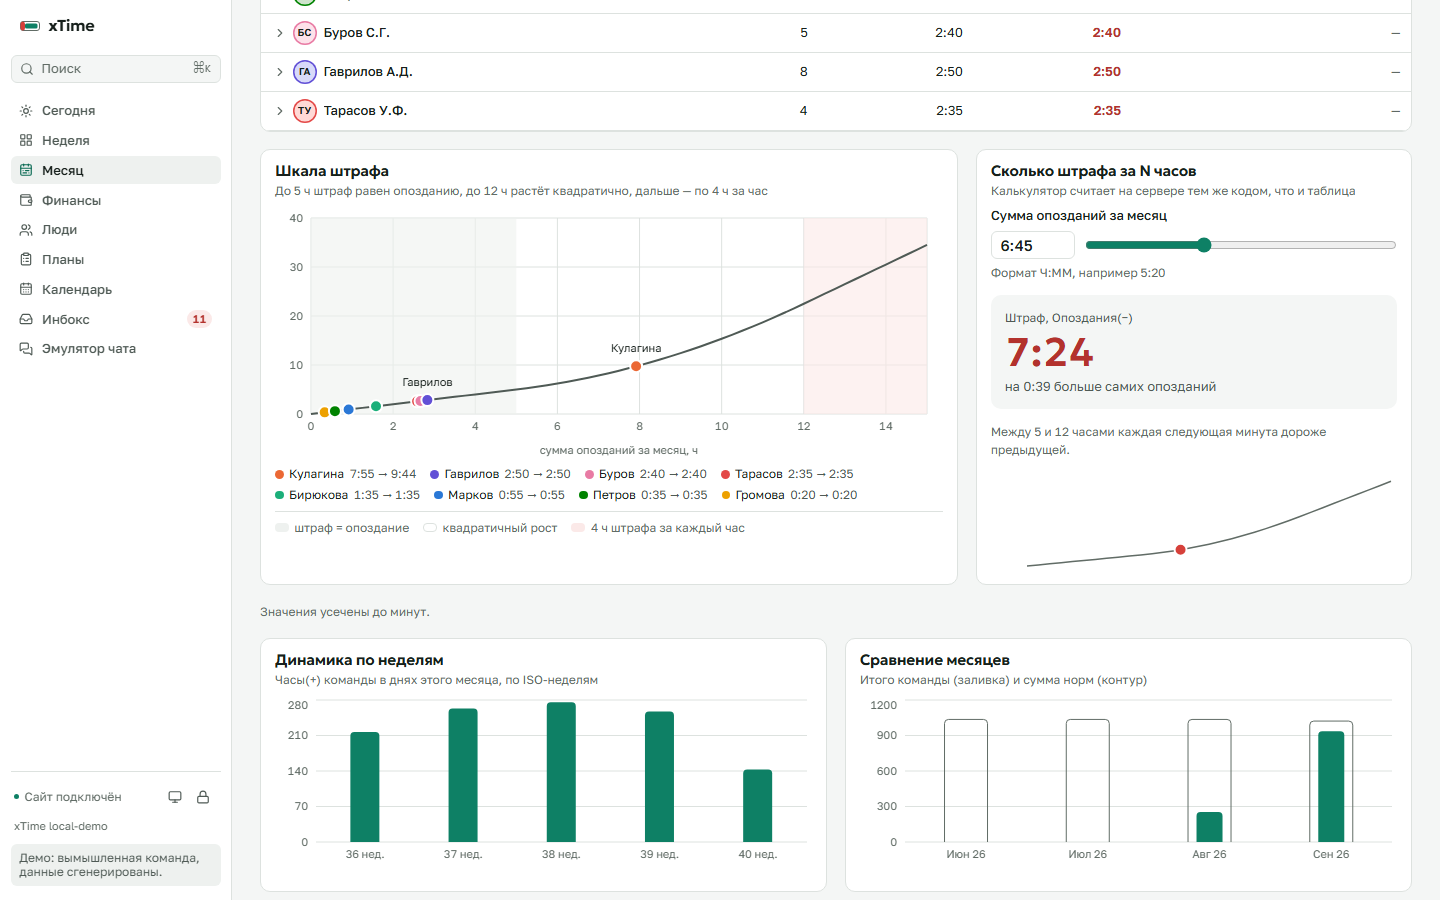 xTime
Поиск ⌘K
Сегодня
Неделя
Месяц
Финансы
Люди
Планы
Календарь
Инбокс 11
Эмулятор чата
Сайт подключён
xTime local-demo
Демо: вымышленная команда,
данные сгенерированы.
БС Буров С.Г. 5 2:40 2:40 —
ГА Гаврилов А.Д. 8 2:50 2:50 —
ТУ Тарасов У.Ф. 4 2:35 2:35 —
Шкала штрафа
До 5 ч штраф равен опозданию, до 12 ч растёт квадратично, дальше — по 4 ч за час
40
30
20
10
0
Кулагина
Гаврилов
0 2 4 6 8 10 12 14
сумма опозданий за месяц, ч
Кулагина 7:55 → 9:44 Гаврилов 2:50 → 2:50 Буров 2:40 → 2:40 Тарасов 2:35 → 2:35
Бирюкова 1:35 → 1:35 Марков 0:55 → 0:55 Петров 0:35 → 0:35 Громова 0:20 → 0:20
штраф = опоздание квадратичный рост 4 ч штрафа за каждый час
Сколько штрафа за N часов
Калькулятор считает на сервере тем же кодом, что и таблица
Сумма опозданий за месяц
6:45
Формат Ч:ММ, например 5:20
Штраф, Опоздания(−)
7:24
на 0:39 больше самих опозданий
Между 5 и 12 часами каждая следующая минута дороже
предыдущей.
Значения усечены до минут.
Динамика по неделям
Часы(+) команды в днях этого месяца, по ISO-неделям
280
210
140
70
0
36 нед. 37 нед. 38 нед. 39 нед. 40 нед.
Сравнение месяцев
Итого команды (заливка) и сумма норм (контур)
1200
900
600
300
0
Июн 26 Июл 26 Авг 26 Сен 26